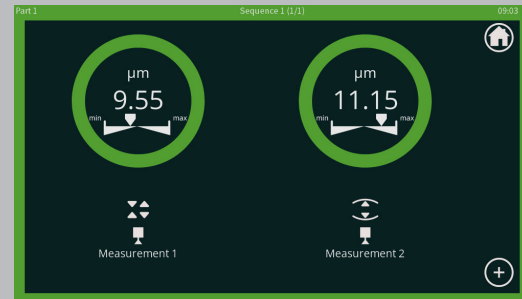 Part 1 Sequence 1 (1/1) 09:03
µm µm
9.55 11.15
min max min max
Measurement 1 Measurement 2